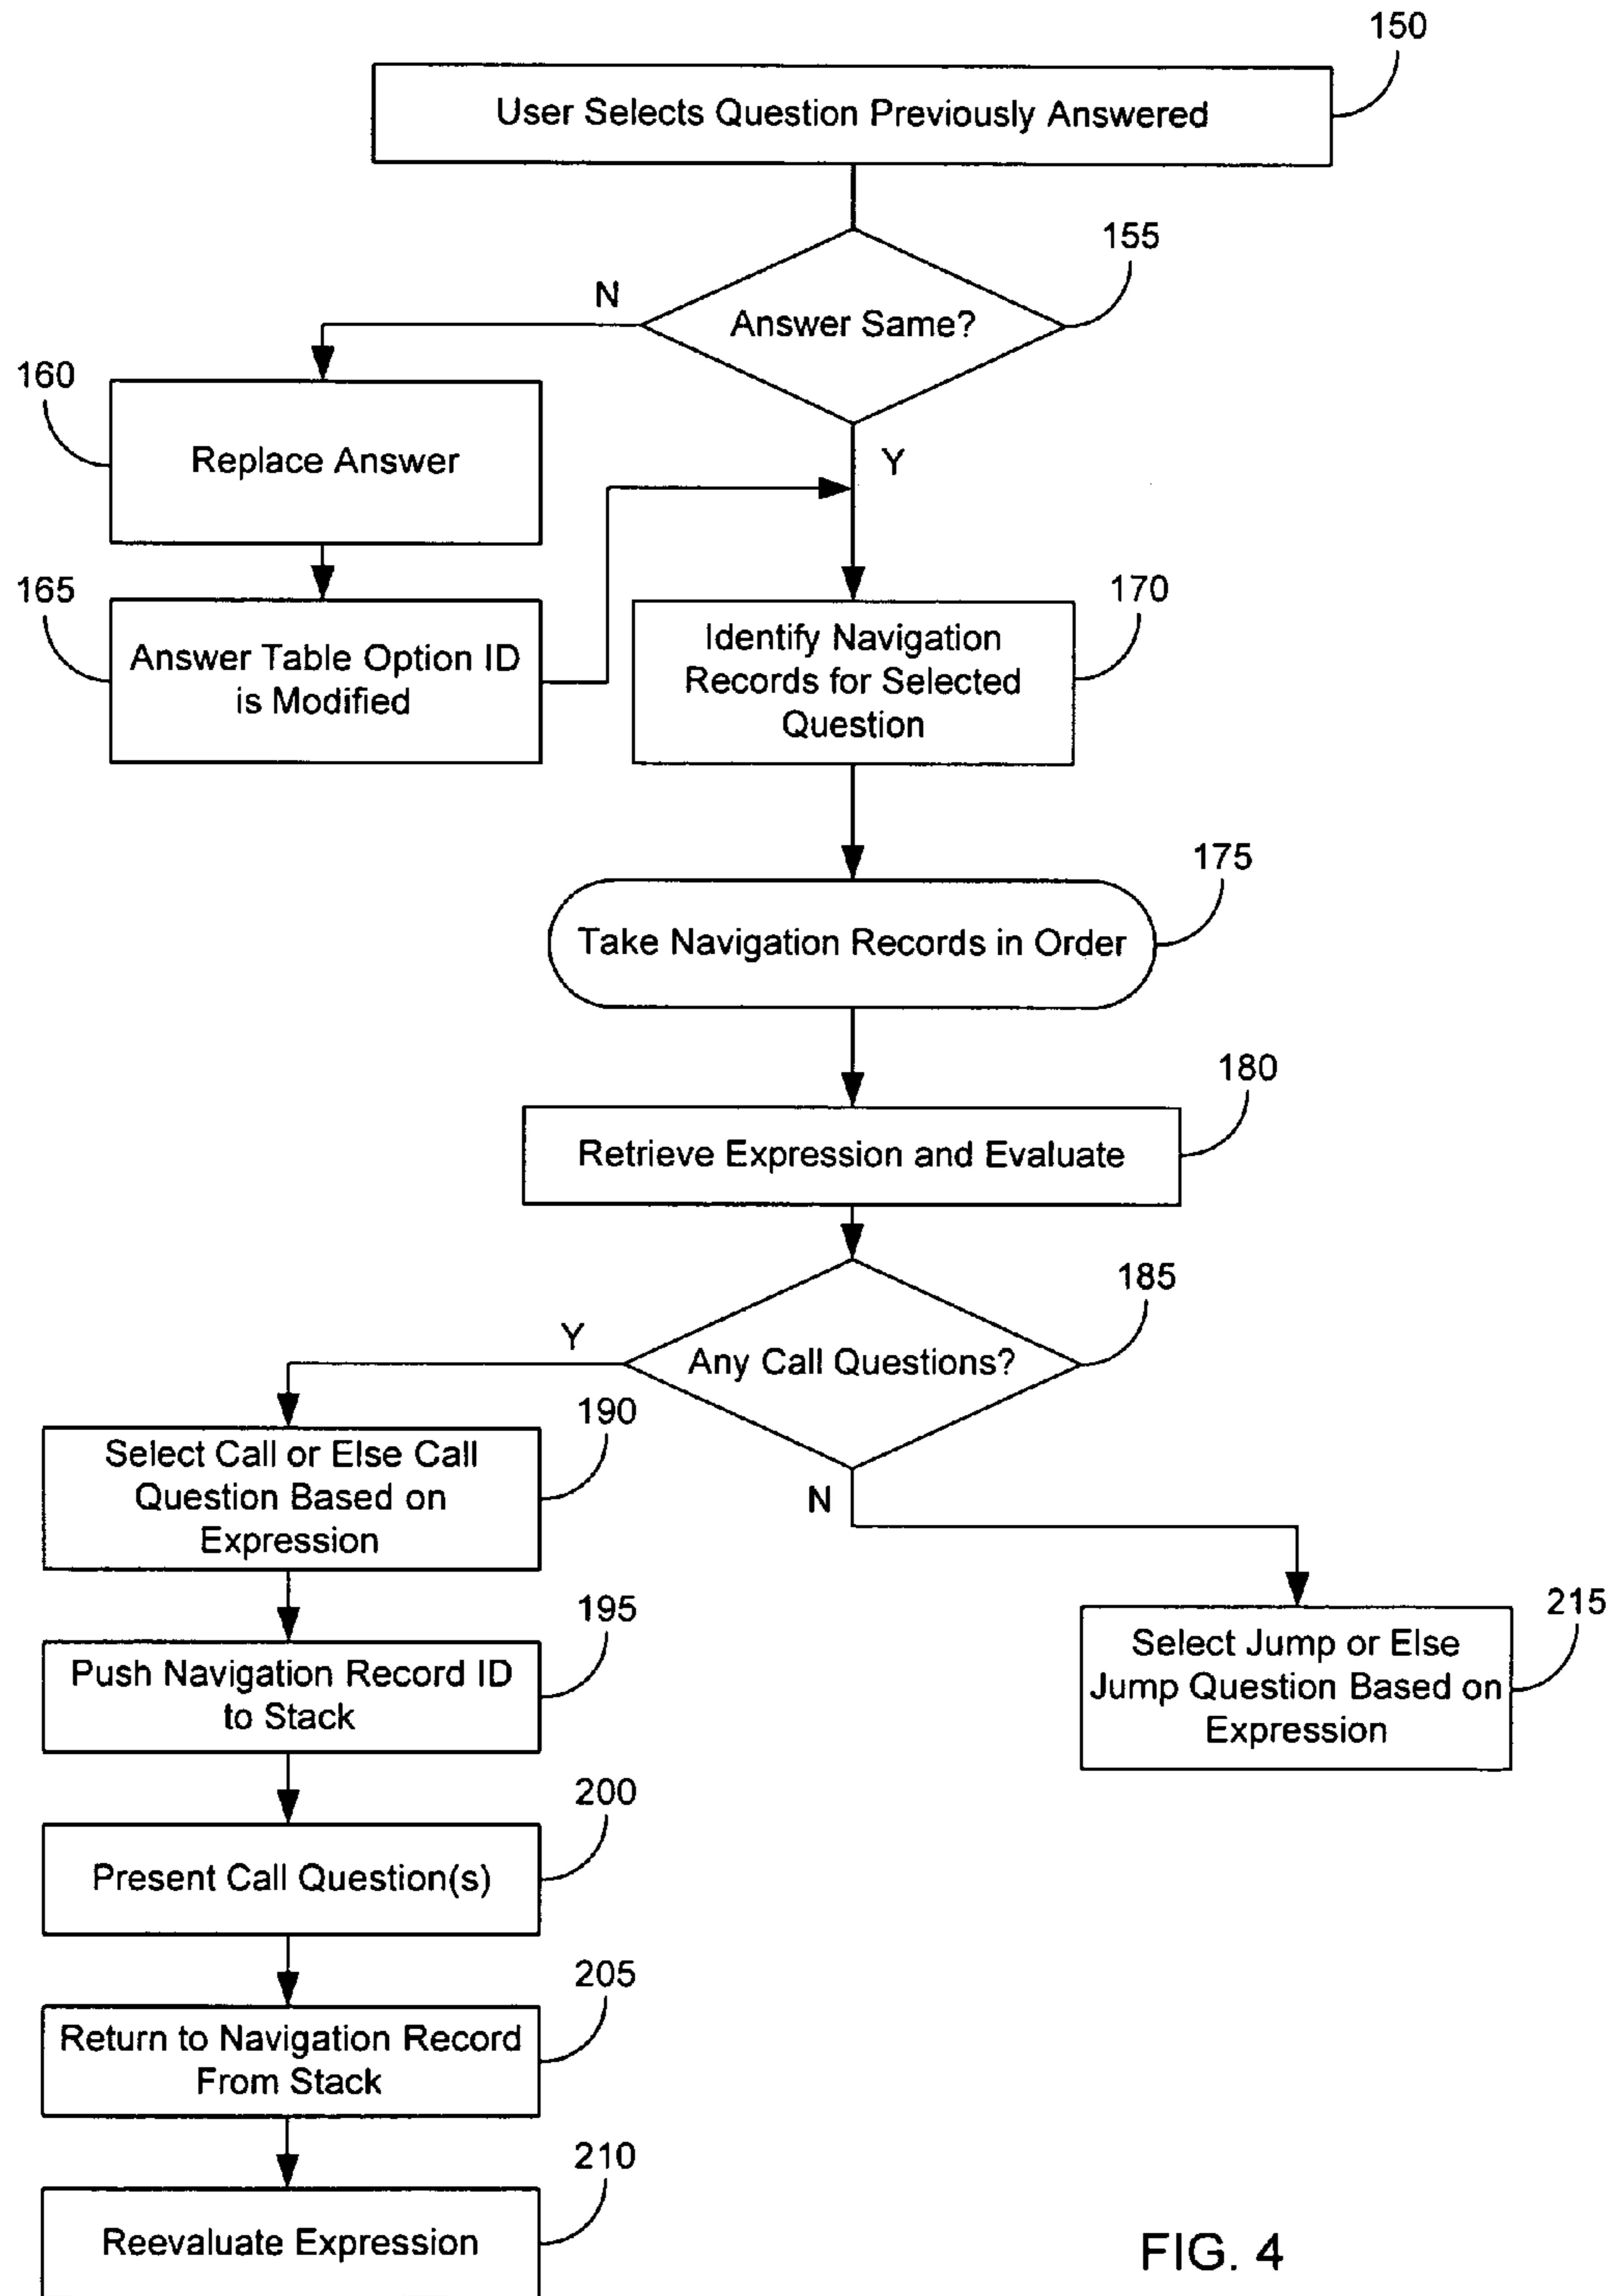 150
User Selects Question Previously Answered
155
N
Answer Same?
160
Replace Answer
Y
165
Answer Table Option ID
is Modified
170
Identify Navigation
Records for Selected
Question
175
Take Navigation Records in Order
180
Retrieve Expression and Evaluate
185
Y
Any Call Questions?
190
Select Call or Else Call
Question Based on
Expression
N
195
Push Navigation Record ID
to Stack
215
Select Jump or Else
Jump Question Based on
Expression
200
Present Call Question(s)
205
Return to Navigation Record
From Stack
210
Reevaluate Expression
FIG. 4